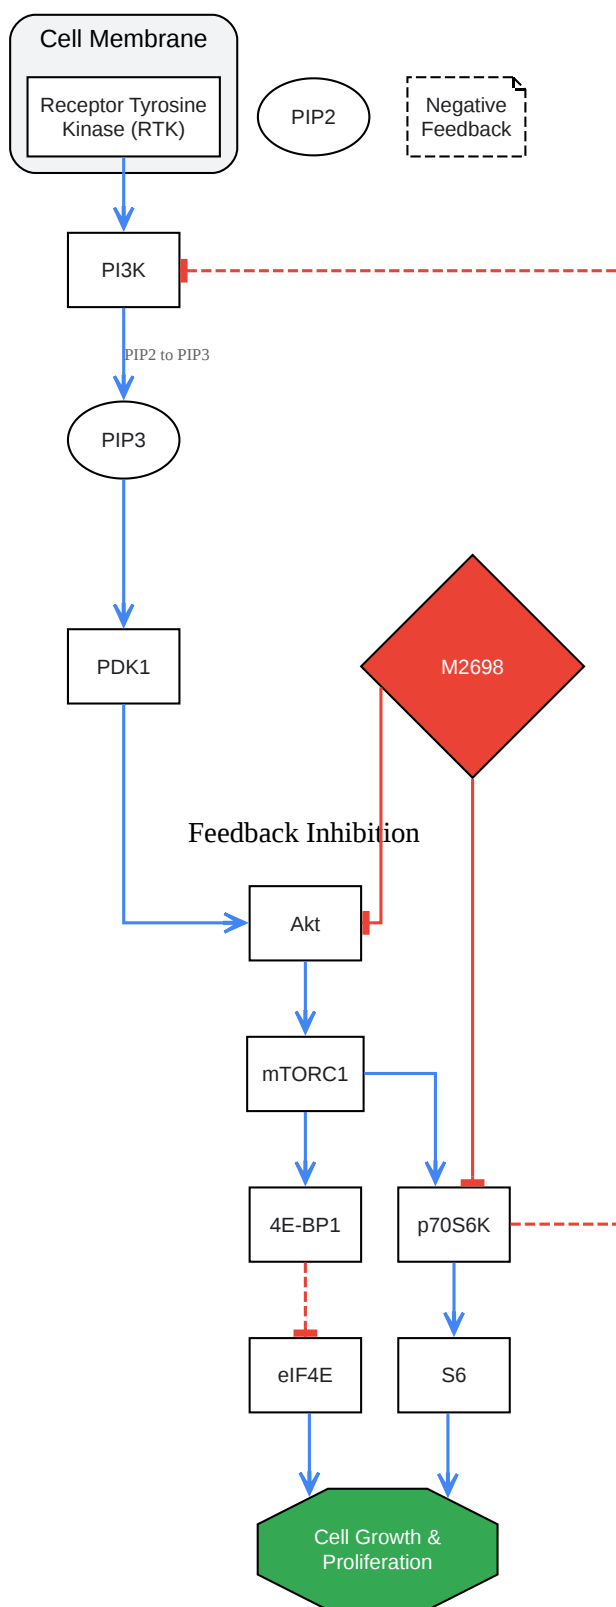 Cell Membrane
Receptor Tyrosine
Kinase (RTK)
PIP2
Negative
Feedback
PI3K
PIP2 to PIP3
PIP3
PDK1
M2698
Feedback Inhibition
Akt
mTORC1
4E-BP1
p70S6K
eIF4E
S6
Cell Growth &
Proliferation